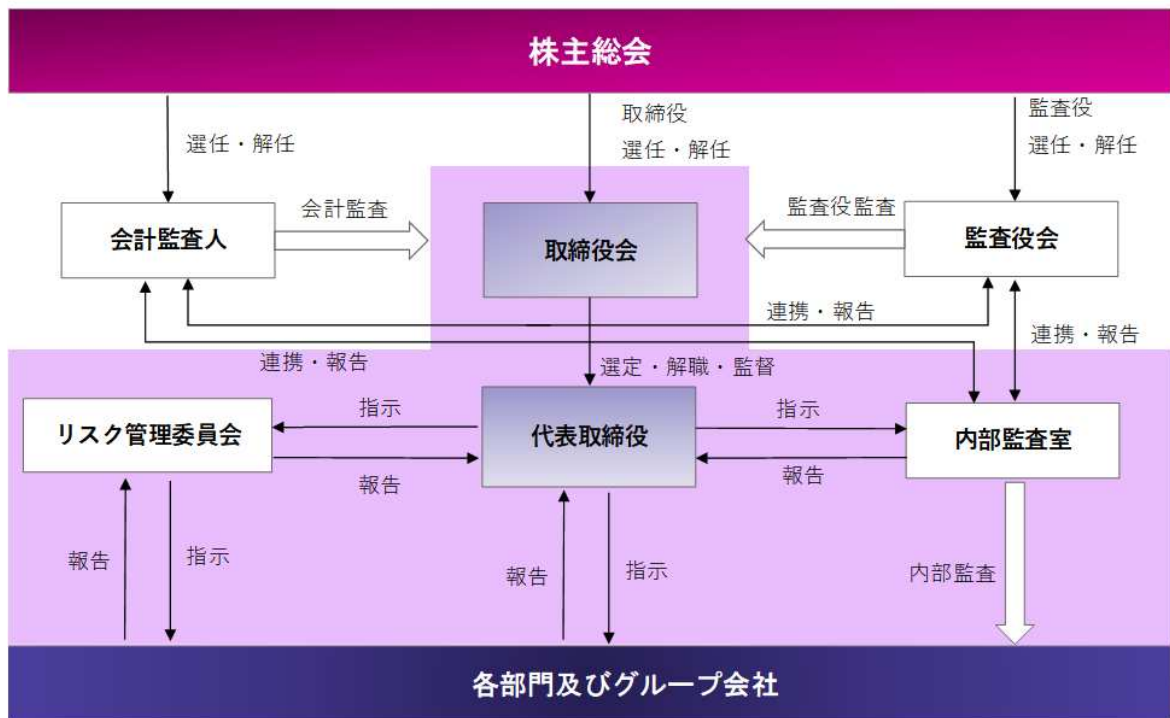 株主総会
選任・解任
取締役
選任・解任
監査役
選任・解任
会計監査人
会計監査
取締役会
監査役監査
監査役会
連携・報告
連携・報告
連携・報告
選定・解職・監督
リスク管理委員会
指示
報告
代表取締役
指示
報告
内部監査室
報告
指示
報告
指示
内部監査
各部門及びグループ会社